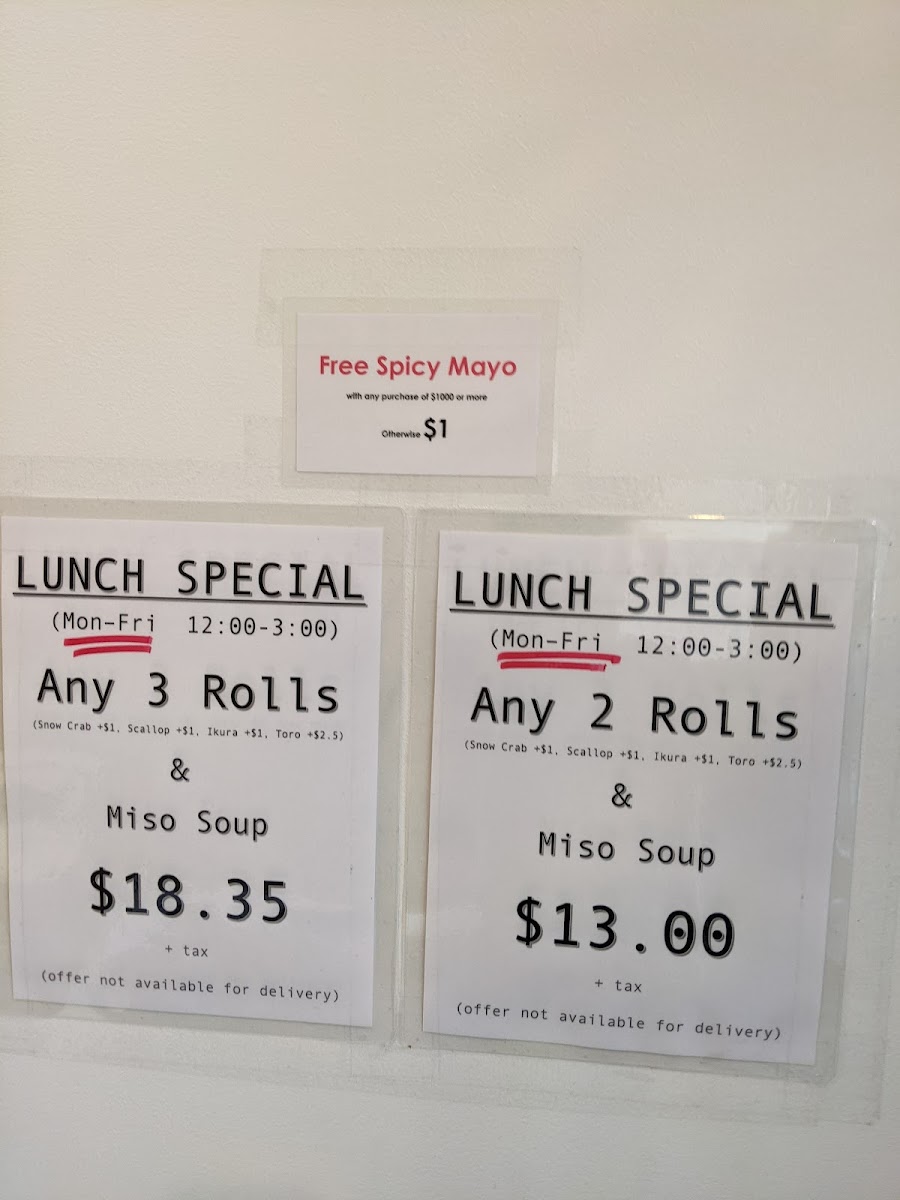 Free Spicy Mayo
with any purchase of $1000 or more
Otherwise $1
LUNCH SPECIAL
(Mon-Fri 12:00-3:00)
Any 3 Rolls
(Snow Crab +$1, Scallop +$1, Ikura +$1, Toro +$2.5)
&
Miso Soup
$18.35
+ tax
(offer not available for delivery)
LUNCH SPECIAL
(Mon-Fri 12:00-3:00)
Any 2 Rolls
(Snow Crab +$1, Scallop +$1, Ikura +$1, Toro +$2.5)
&
Miso Soup
$13.00
+ tax
(offer not available for delivery)